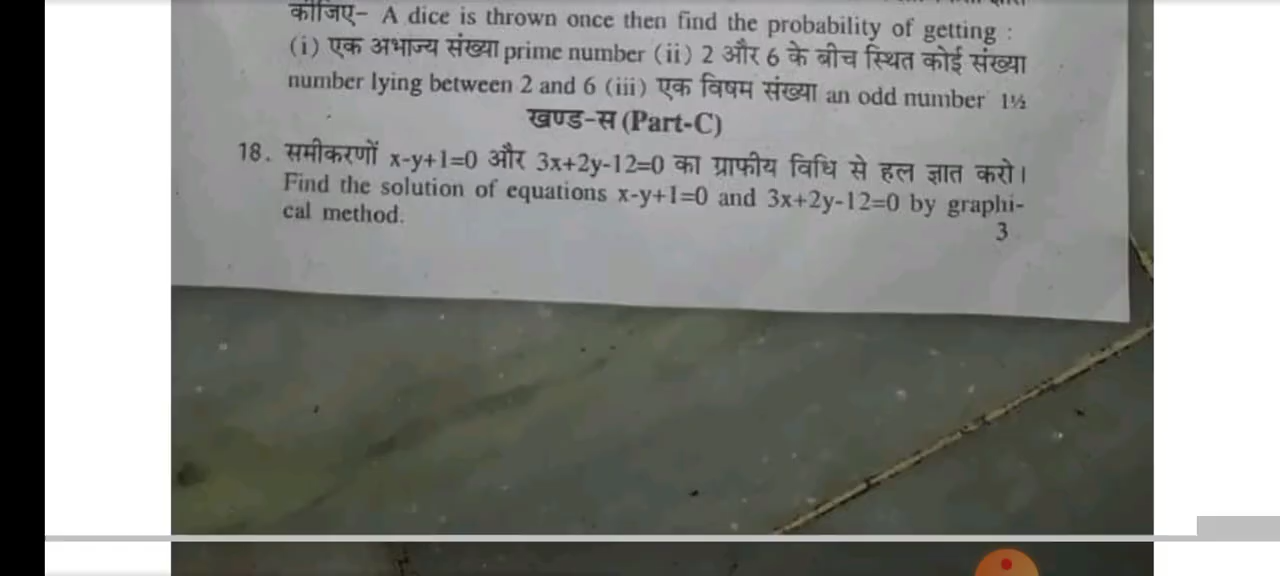 कीजिए- A dice is thrown once then find the probability of getting :
(i) एक अभाज्य संख्या prime number (ii) 2 और 6 के बीच स्थित कोई संख्या
number lying between 2 and 6 (iii) एक विषम संख्या an odd number 1½
खण्ड-स (Part-C)
18. समीकरणों x-y+1=0 और 3x+2y-12=0 का ग्राफीय विधि से हल ज्ञात करो।
Find the solution of equations x-y+1=0 and 3x+2y-12=0 by graphi-
cal method.
3